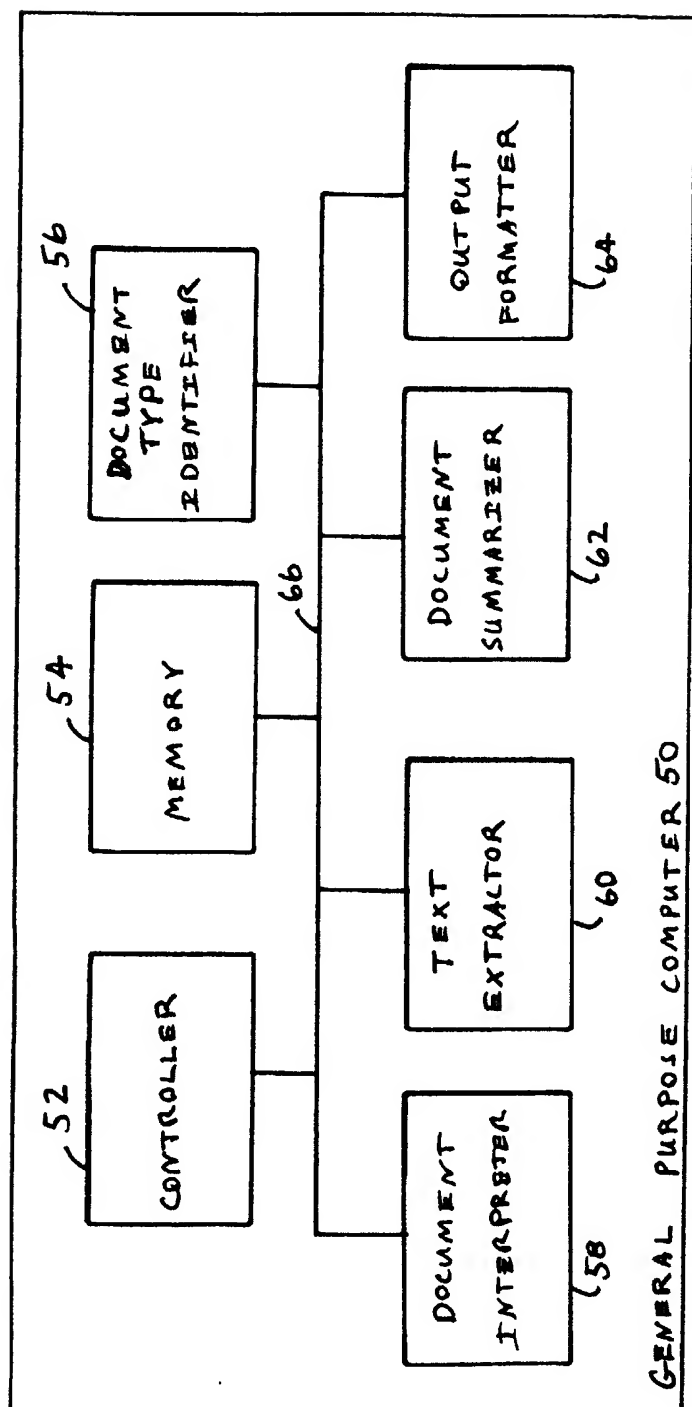 52
CONTROLLER
54
MEMORY
56
DOCUMENT
TYPE
IDENTIFIER
66
DOCUMENT
INTERPRETER
58
TEXT
EXTRACTOR
60
DOCUMENT
SUMMARIZER
62
OUTPUT
FORMATTER
64
GENERAL PURPOSE COMPUTER 50